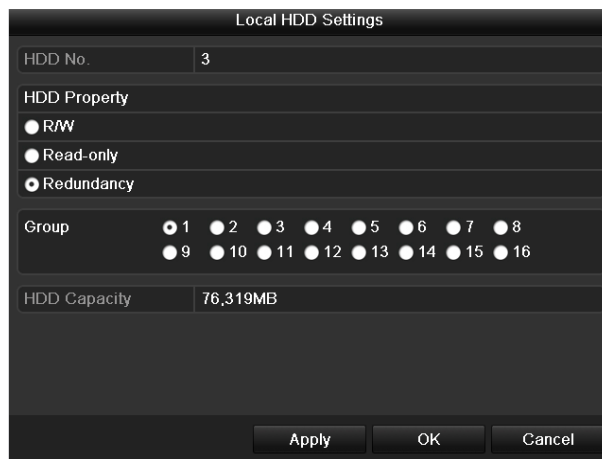 Local HDD Settings
HDD No. 3
HDD Property
R/W
Read-only
Redundancy
Group 1 2 3 4 5 6 7 8
9 10 11 12 13 14 15 16
HDD Capacity 76,319MB
Apply OK Cancel